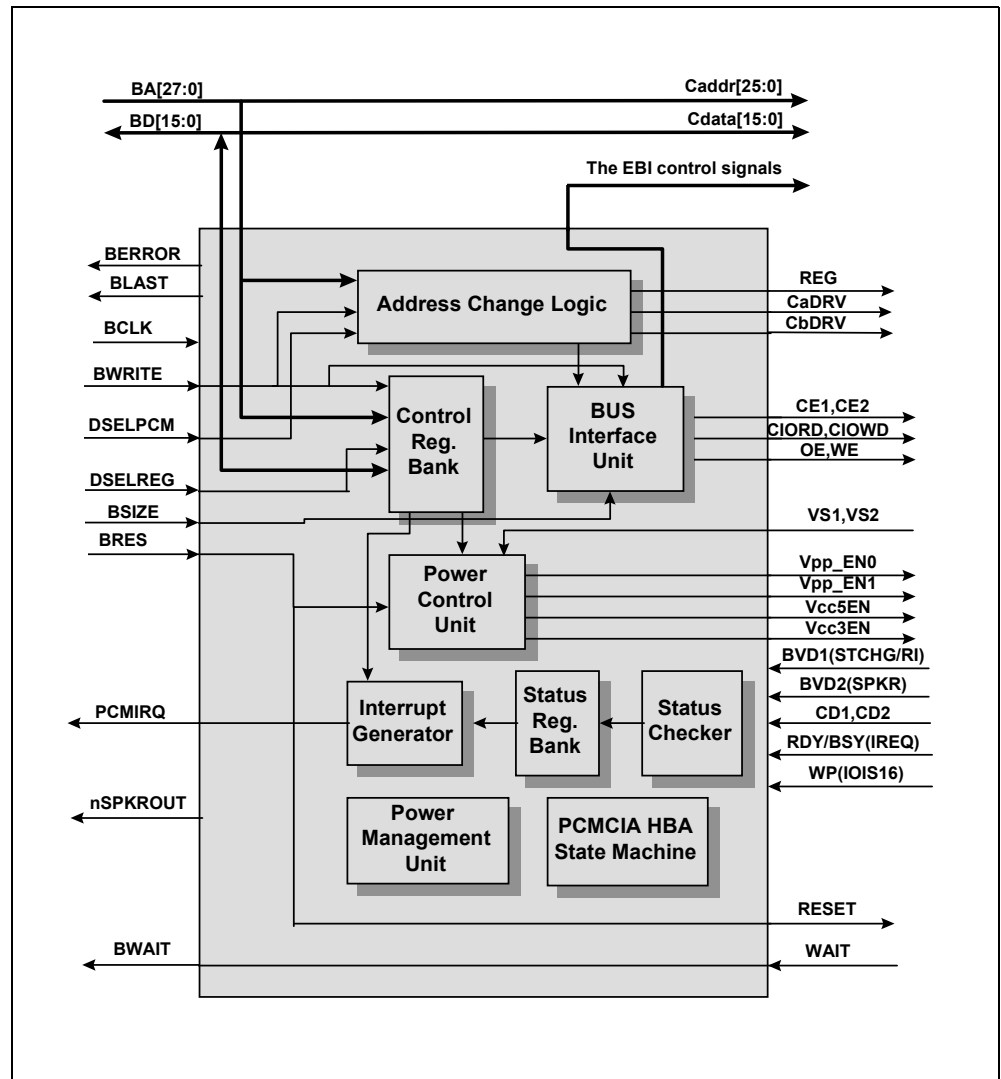 BA[27:0]
Caddr[25:0]
BD[15:0]
Cdata[15:0]
The EBI control signals
BERROR
BLAST
BCLK
BWRITE
DSELPCM
DSELREG
BSIZE
BRES
Address Change Logic
REG
CaDRV
CbDRV
Control
Reg.
Bank
BUS
Interface
Unit
CE1,CE2
CIORD,CIOWD
OE,WE
VS1,VS2
Power
Control
Unit
Vpp_EN0
Vpp_EN1
Vcc5EN
Vcc3EN
BVD1(STCHG/RI)
BVD2(SPKR)
CD1,CD2
RDY/BSY(IREQ)
WP(IOIS16)
PCMIRQ
Interrupt
Generator
Status
Reg.
Bank
Status
Checker
nSPKROUT
Power
Management
Unit
PCMCIA HBA
State Machine
RESET
BWAIT
WAIT